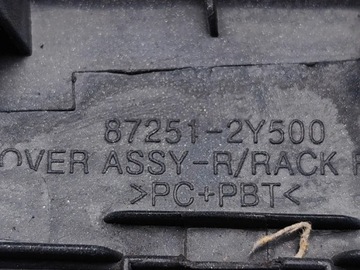 87251-2Y500
OVER ASSY-R/RACK
>PC+PBT<